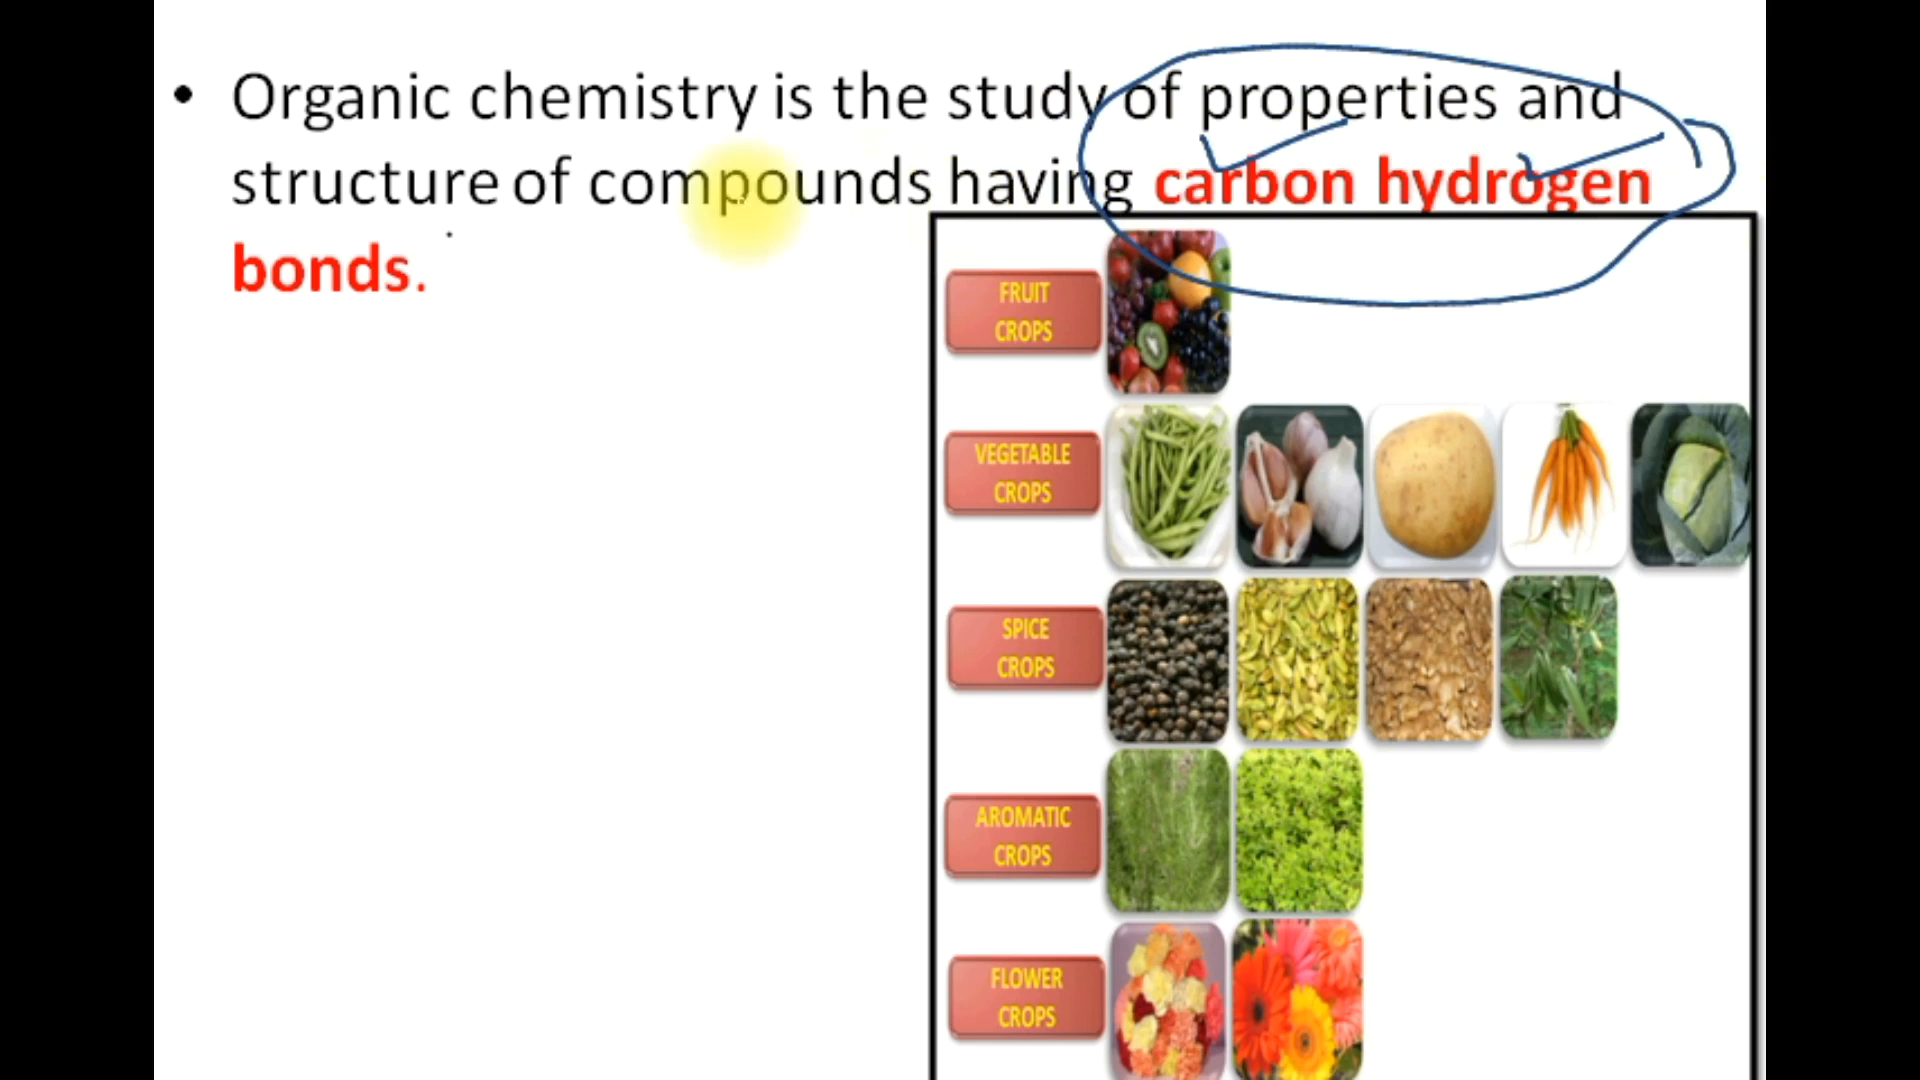 • Organic chemistry is the study of properties and
structure of compounds having carbon hydrogen
bonds.
FRUIT
CROPS
VEGETABLE
CROPS
SPICE
CROPS
AROMATIC
CROPS
FLOWER
CROPS